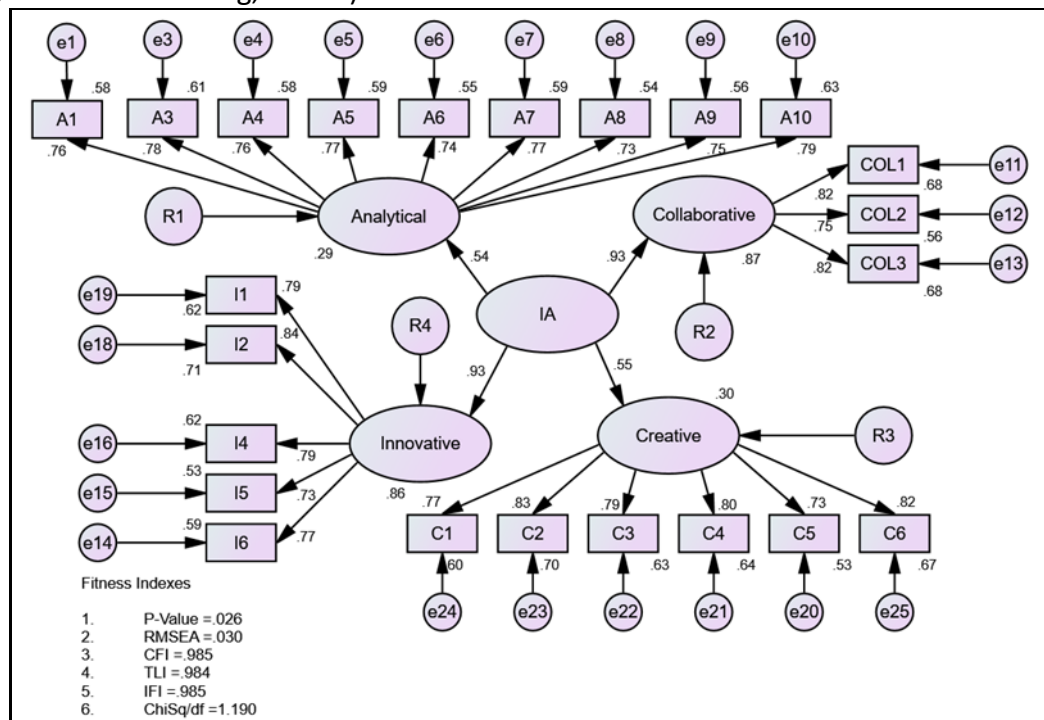 e1 e3 e4 e5 e6 e7 e8 e9 e10
.58 .61 .58 .59 .55 .59 .54 .56 .63
A1 A3 A4 A5 A6 A7 A8 A9 A10
.76 .78 .76 .77 .74 .77 .73 .75 .79
COL1 e11
.82 .68
R1 Analytical Collaborative COL2 e12
.75 .56
.29 .54 .93 .87 .82 COL3 e13
.68
e19 I1 .79
.62 R4 IA R2
e18 I2 .84
.71
.93 .55
.30
.62
e16 I4 .79 Innovative Creative R3
.53
e15 I5 .73
.86
.59
e14 I6 .77
.77 .83 .79 .80 .73 .82
C1 C2 C3 C4 C5 C6
.60 .70 .63 .64 .53 .67
e24 e23 e22 e21 e20 e25
Fitness Indexes
1. P-Value =.026
2. RMSEA =.030
3. CFI =.985
4. TLI =.984
5. IFI =.985
6. ChiSq/df =1.190